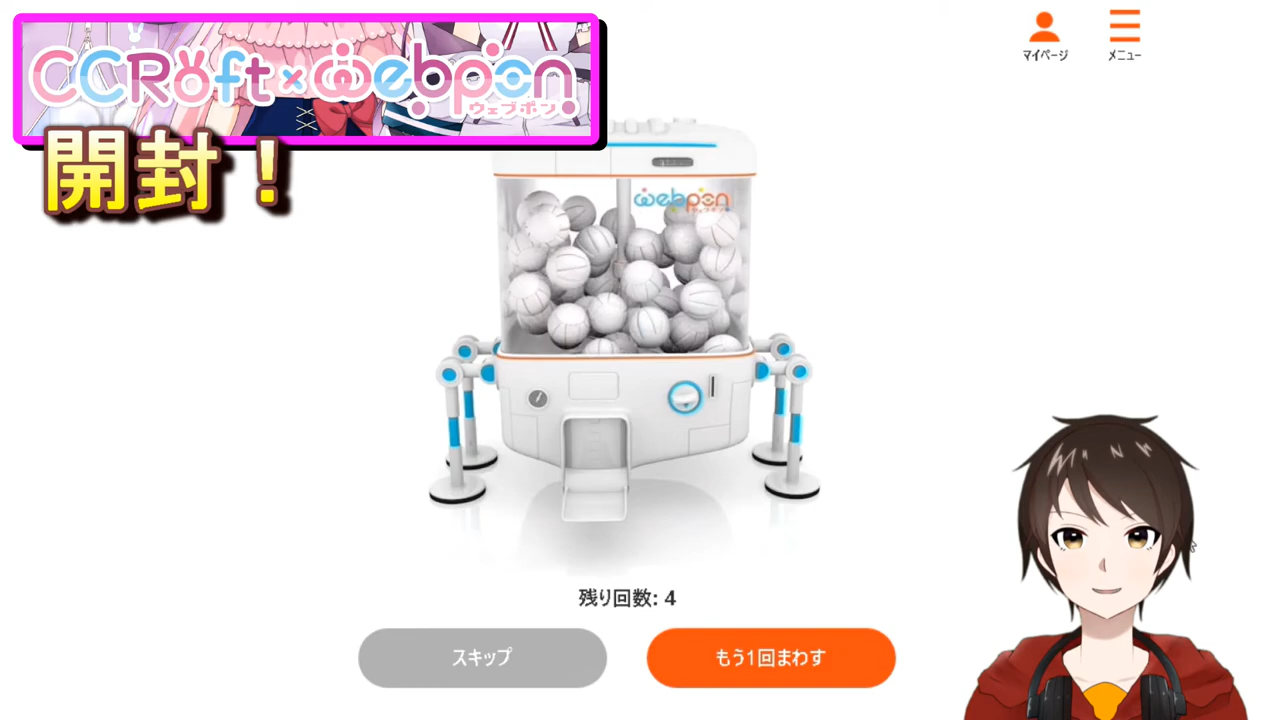 CCRaft×webpon
ウェブポン
開封！
マイページ
メニュー
webpon
ウェブポン
残り回数: 4
スキップ
もう1回まわす